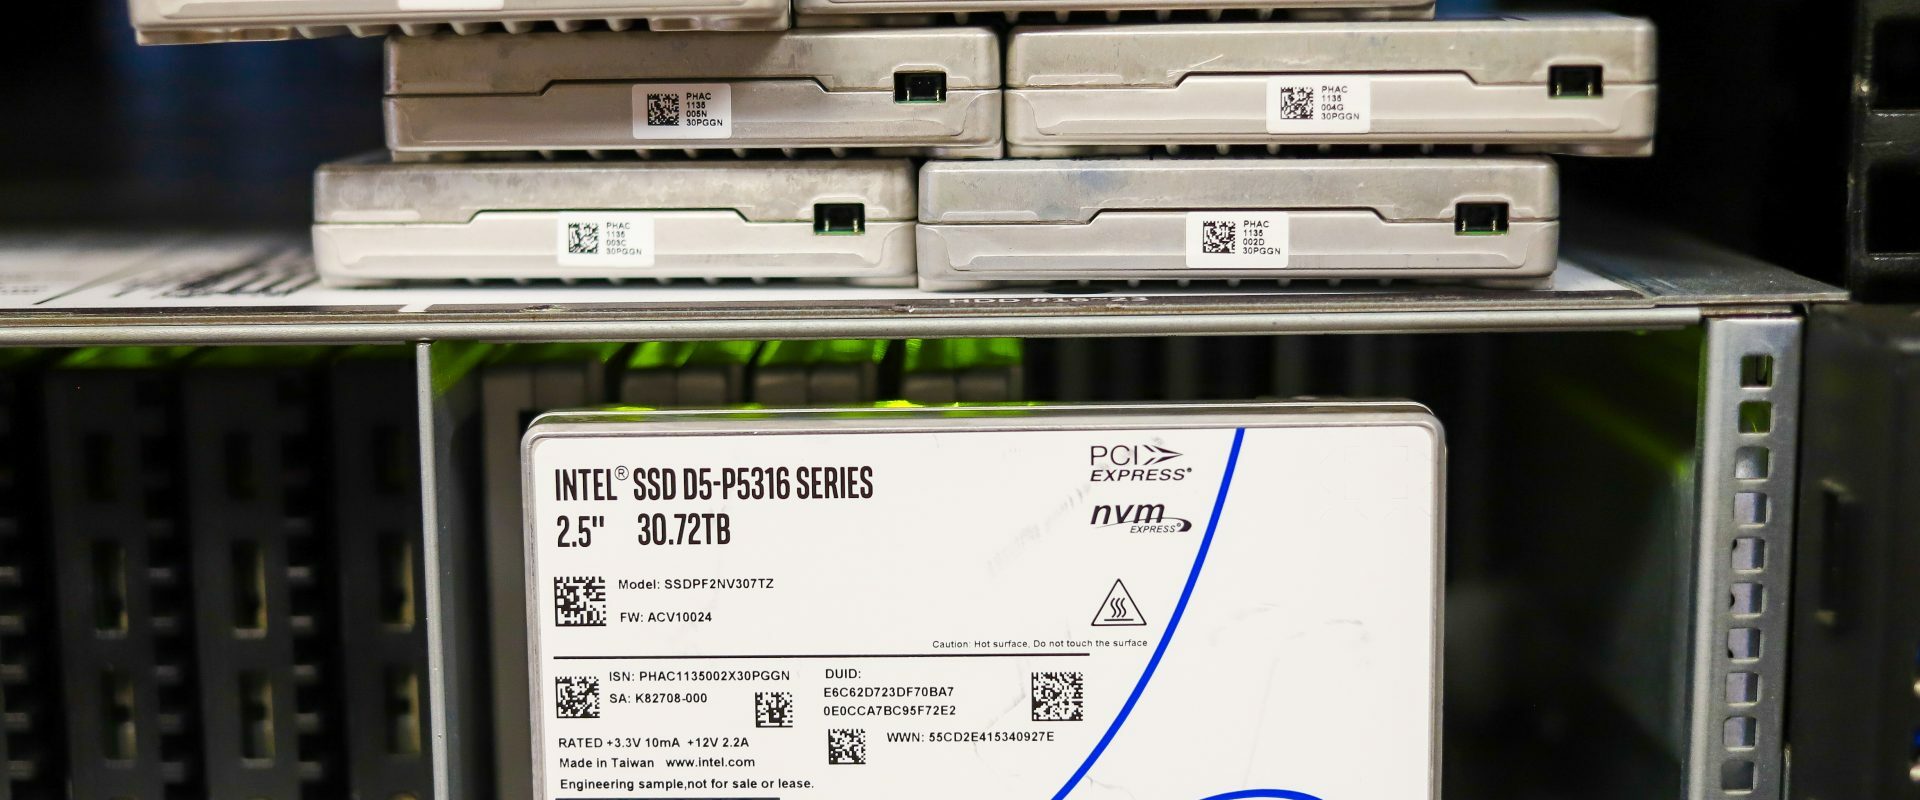 PHAC
1135
005N
30PGGN
PHAC
1135
004G
30PGGN
PHAC
1135
003C
30PGGN
PHAC
1135
002D
30PGGN
HDD #16~23
INTEL® SSD D5-P5316 SERIES
2.5" 30.72TB
PCI
EXPRESS®
nvm
EXPRESS®
Model: SSDPF2NV307TZ
FW: ACV10024
Caution: Hot surface, Do not touch the surface
ISN: PHAC1135002X30PGGN
SA: K82708-000
DUID:
E6C62D723DF70BA7
0E0CCA7BC95F72E2
WWN: 55CD2E415340927E
RATED +3.3V 10mA +12V 2.2A
Made in Taiwan www.intel.com
Engineering sample,not for sale or lease.